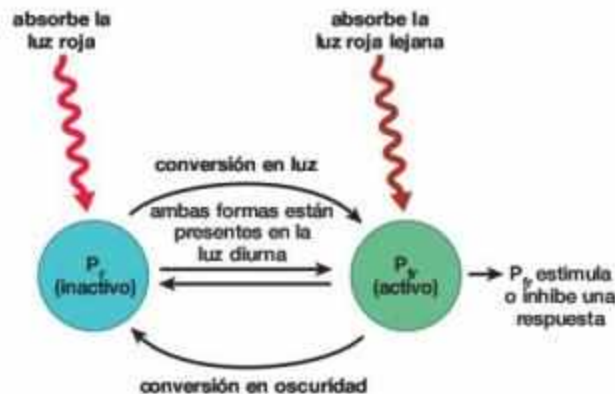 absorbe la
luz roja
absorbe la
luz roja lejana
conversión en luz
ambas formas están
presentes en la
luz diurna
Pr
(inactivo)
Pfr
(activo)
Pfr estimula
o inhibe una
respuesta
conversión en oscuridad